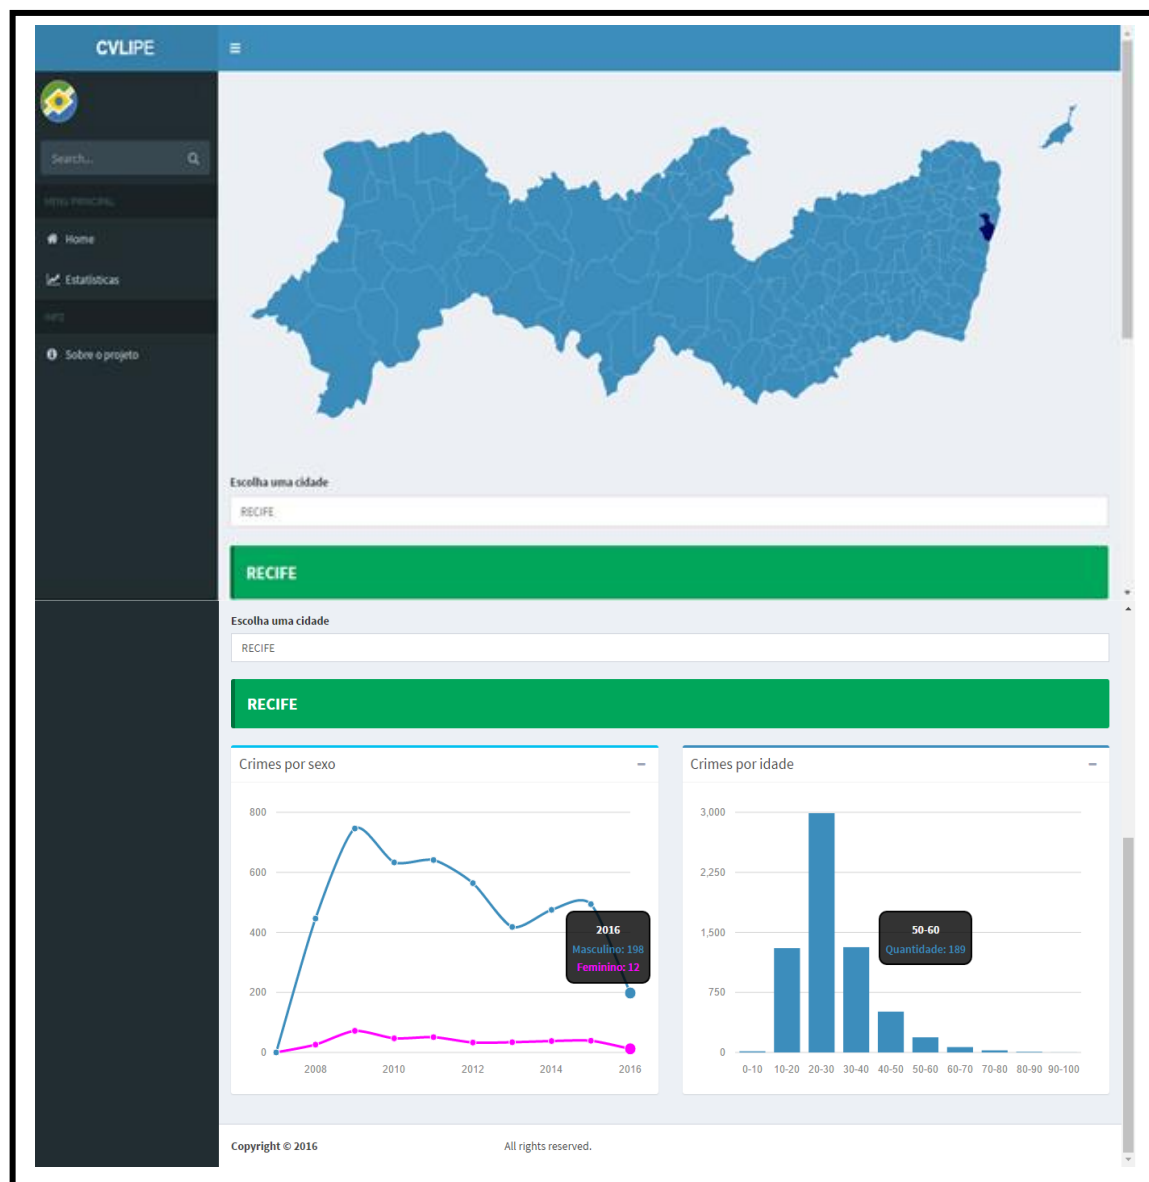 CVLIPE
Search...
MENU PRINCIPAL
Home
Estatísticas
INFO
Sobre o projeto
Escolha uma cidade
RECIFE
RECIFE
Escolha uma cidade
RECIFE
RECIFE
Crimes por sexo
800
600
400
200
0
2008 2010 2012 2014 2016
2016
Masculino: 198
Feminino: 12
Crimes por idade
3,000
2,250
1,500
750
0
0-10 10-20 20-30 30-40 40-50 50-60 60-70 70-80 80-90 90-100
50-60
Quantidade: 189
Copyright © 2016 All rights reserved.